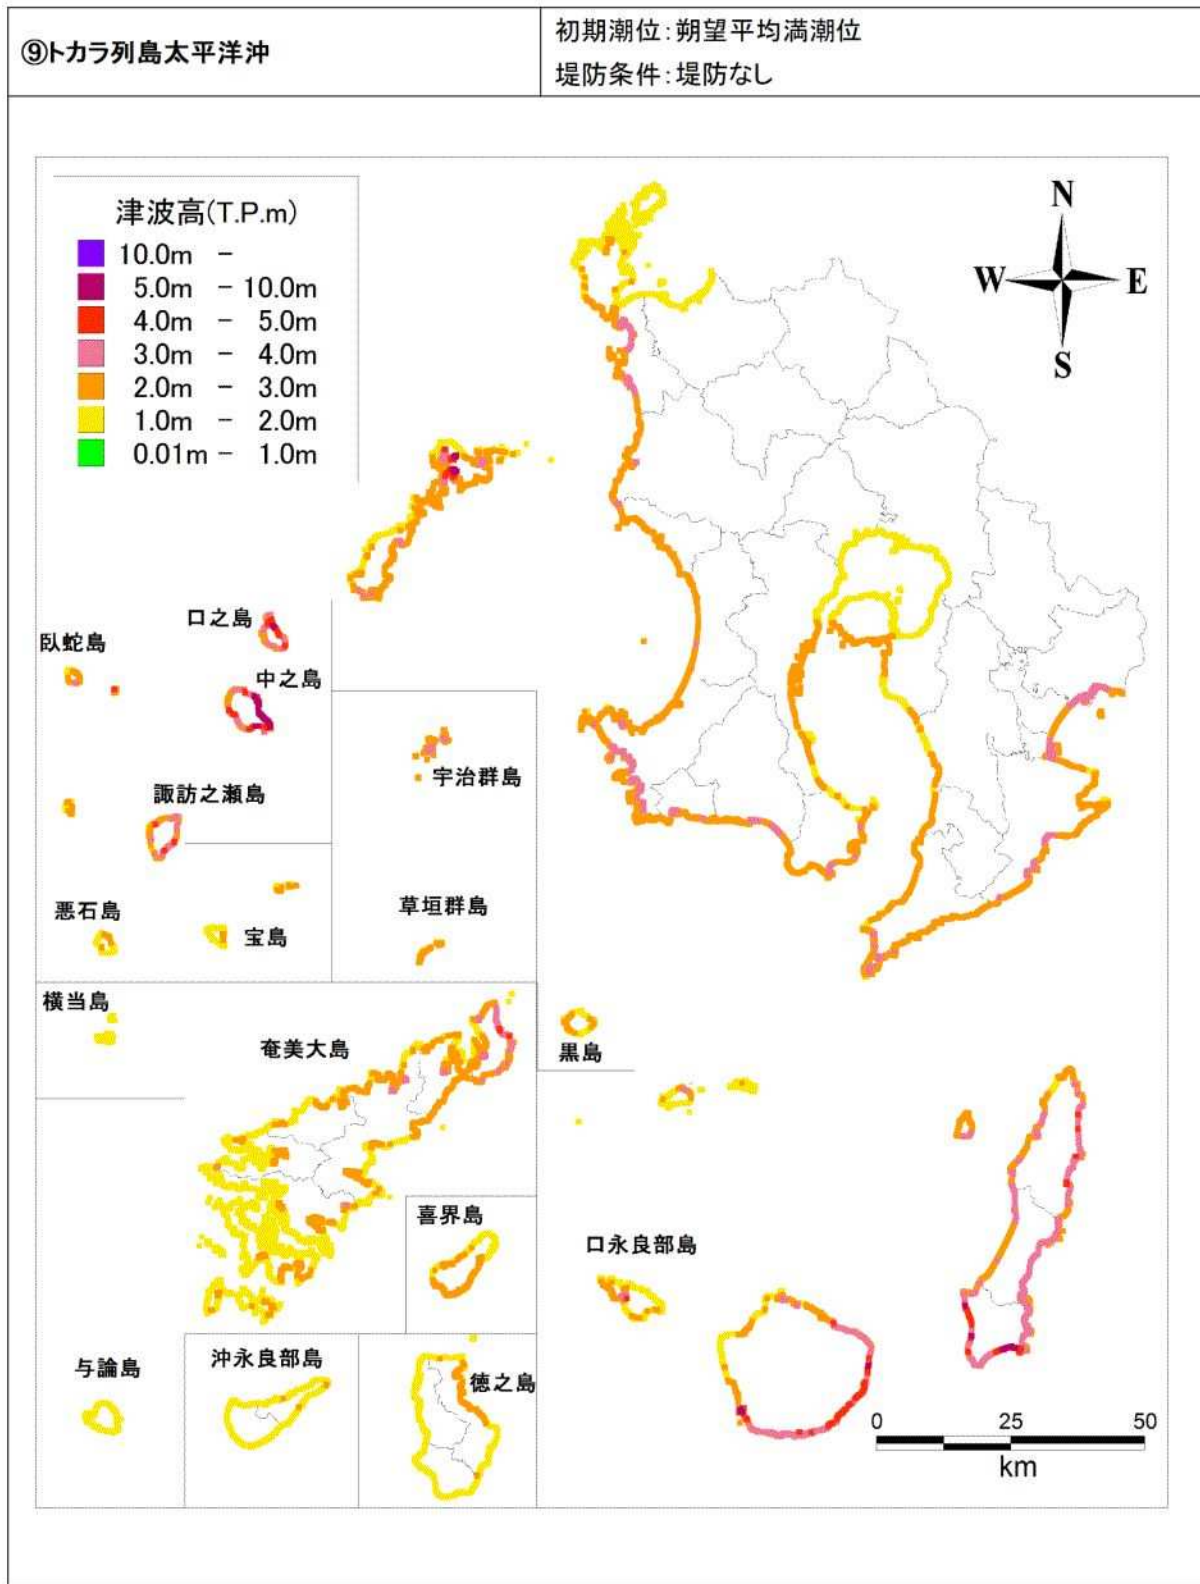 ⑨トカラ列島太平洋沖
初期潮位:朔望平均満潮位
堤防条件:堤防なし
津波高(T.P.m)
10.0m −
5.0m − 10.0m
4.0m − 5.0m
3.0m − 4.0m
2.0m − 3.0m
1.0m − 2.0m
0.01m − 1.0m
N
W
E
S
口之島
臥蛇島
中之島
宇治群島
諏訪之瀬島
草垣群島
悪石島
宝島
横当島
奄美大島
黒島
喜界島
口永良部島
与論島
沖永良部島
徳之島
0 25 50
km